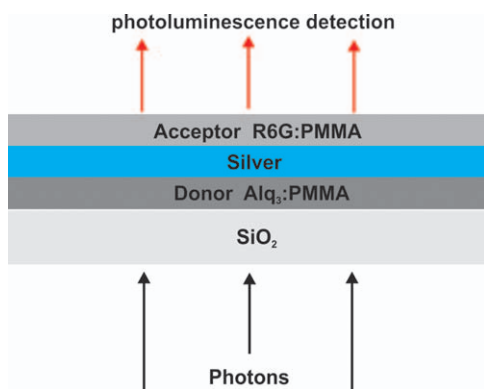 photoluminescence detection
Acceptor R6G:PMMA
Silver
Donor Alq₃:PMMA
SiO₂
Photons